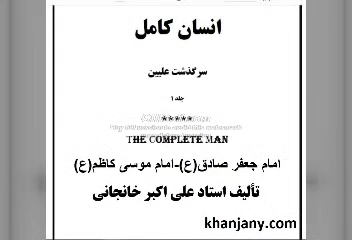 انسان کامل
سرگذشت علیین
جلد ۱
*****
THE COMPLETE MAN
امام جعفر صادق(ع)-امام موسی کاظم(ع)
تألیف استاد علی اکبر خانجانی
khanjany.com